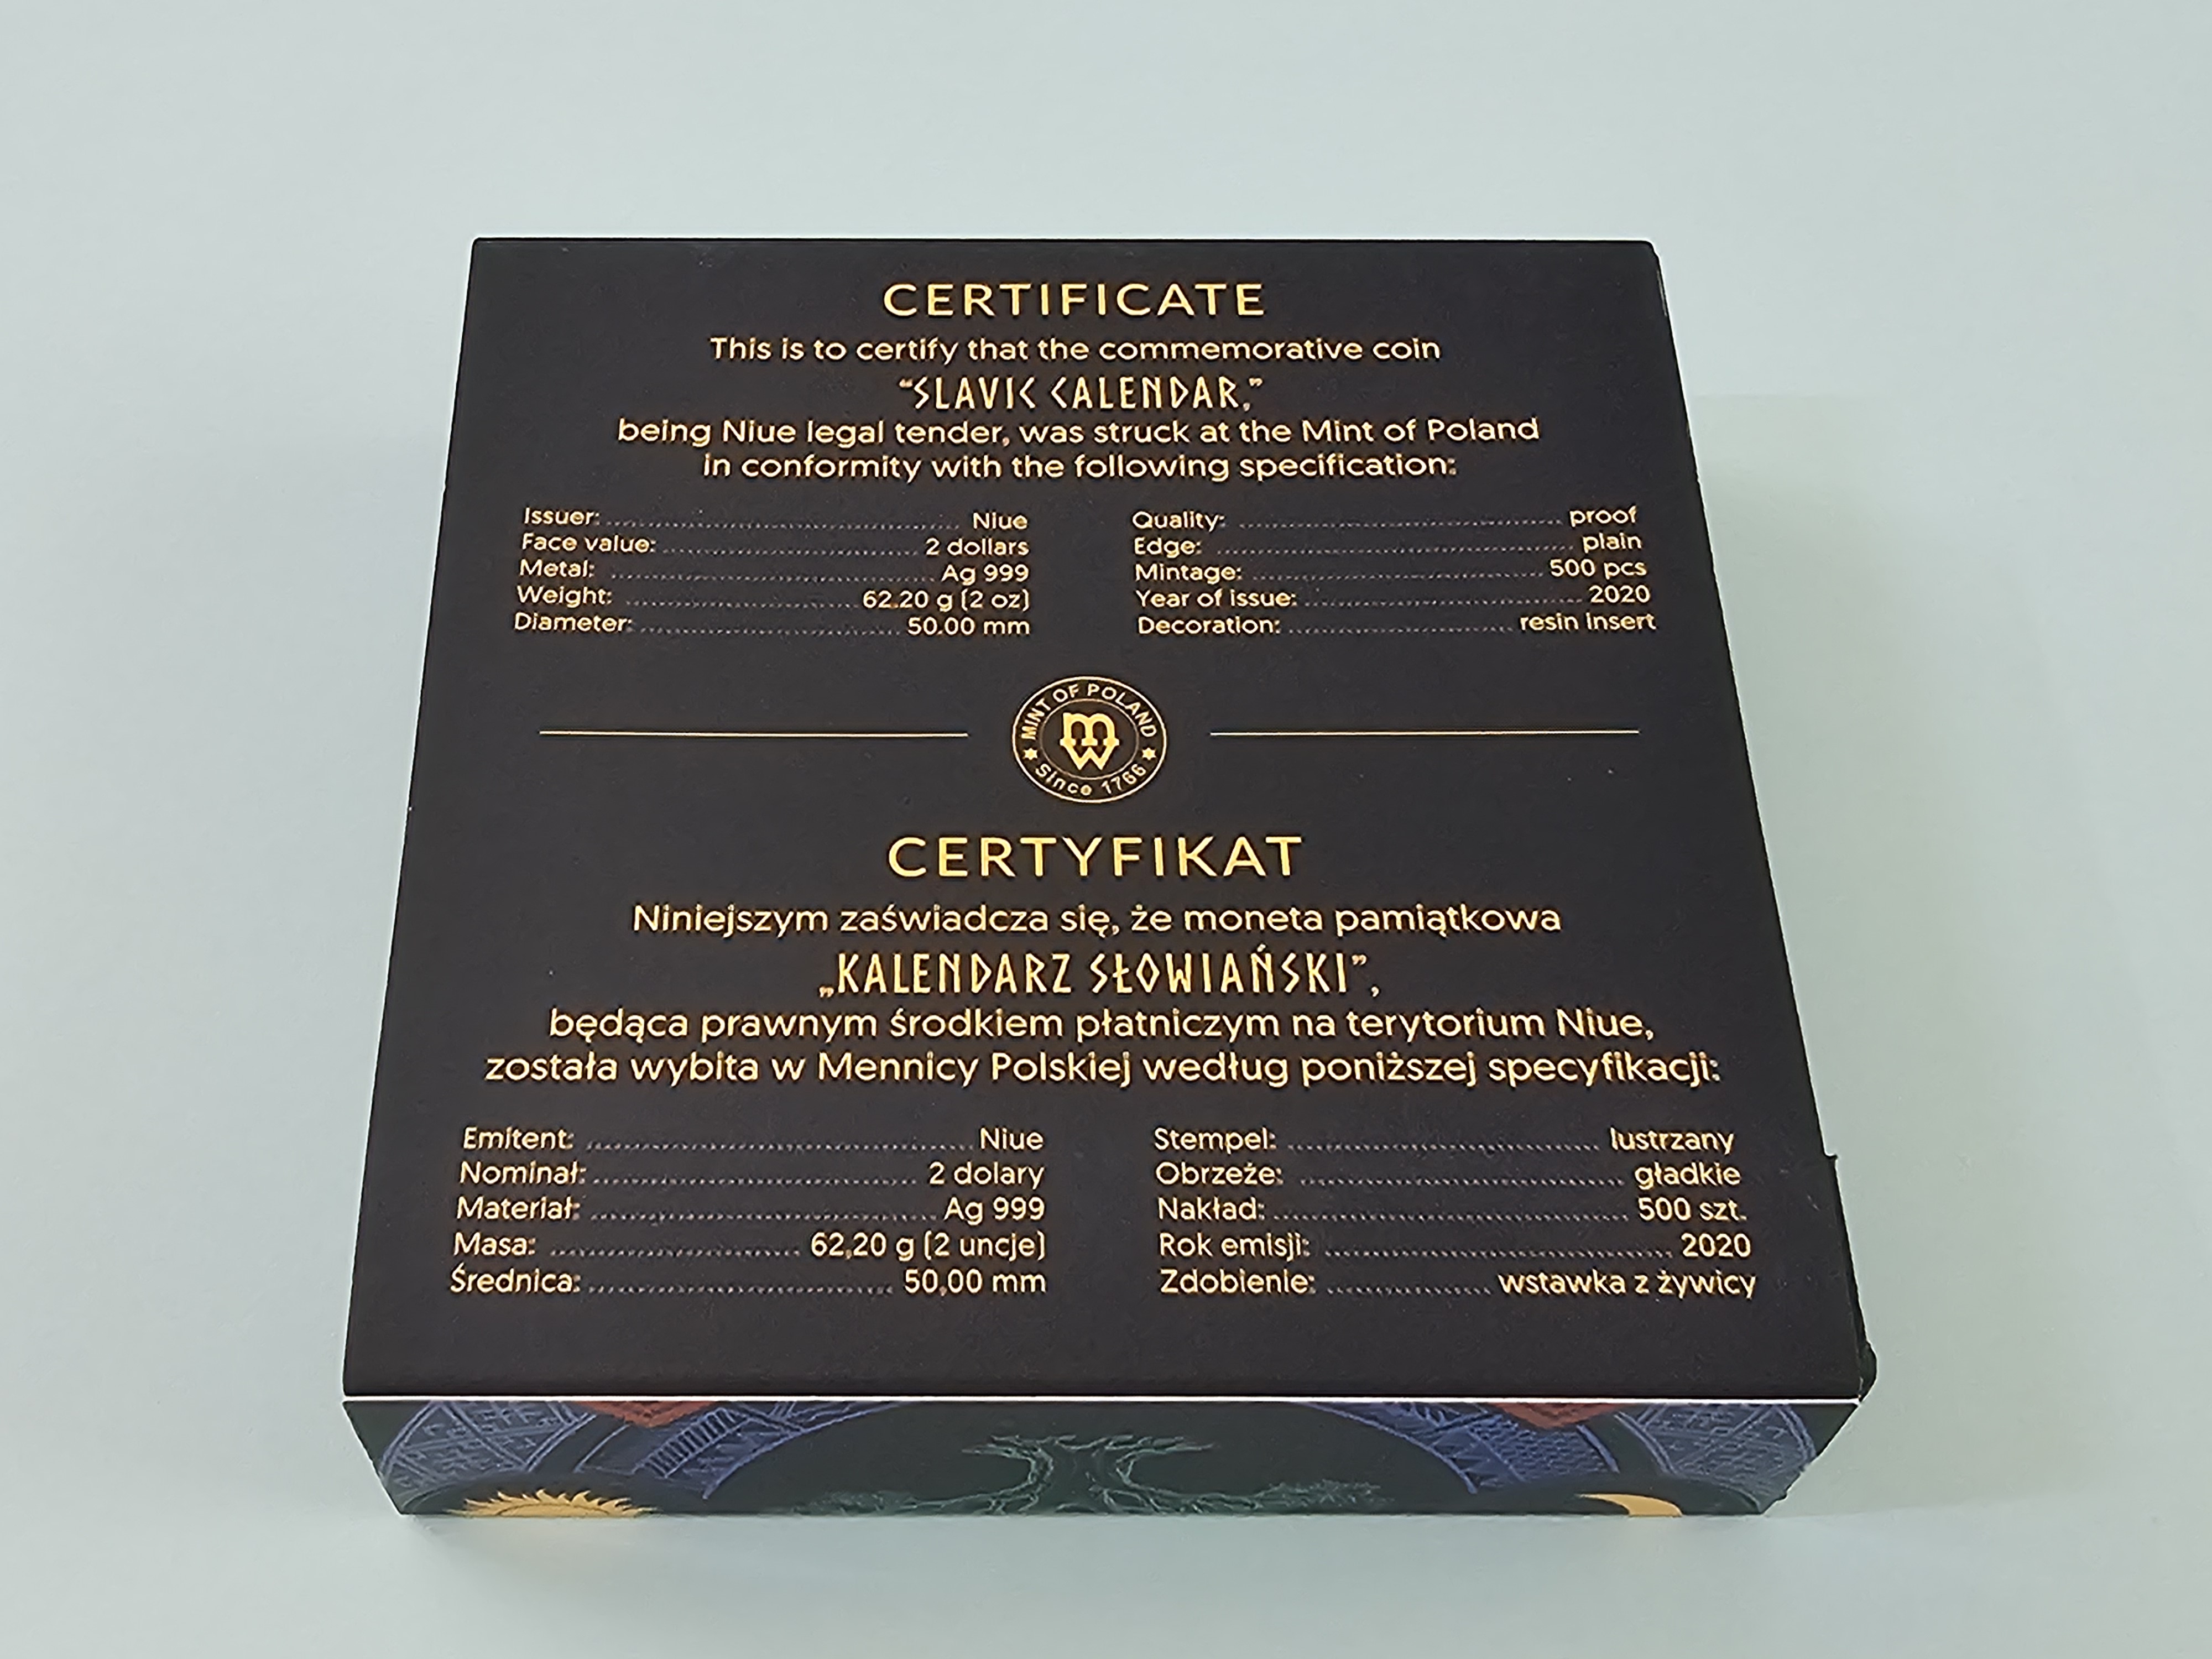 CERTIFICATE
This is to certify that the commemorative coin
“SLAVIC CALENDAR,”
being Niue legal tender, was struck at the Mint of Poland
in conformity with the following specification:
Issuer: ........................ Niue
Face value: ........................ 2 dollars
Metal: ........................ Ag 999
Weight: ........................ 62.20 g (2 oz)
Diameter: ........................ 50.00 mm
Quality: ........................ proof
Edge: ........................ plain
Mintage: ........................ 500 pcs
Year of issue: ........................ 2020
Decoration: ........................ resin insert
MINT OF POLAND
MW
Since 1766
CERTYFIKAT
Niniejszym zaświadcza się, że moneta pamiątkowa
„KALENDARZ SŁOWIAŃSKI”,
będąca prawnym środkiem płatniczym na terytorium Niue,
została wybita w Mennicy Polskiej według poniższej specyfikacji:
Emitent: ........................ Niue
Nominał: ........................ 2 dolary
Materiał: ........................ Ag 999
Masa: ........................ 62,20 g (2 uncje)
Średnica: ........................ 50,00 mm
Stempel: ........................ lustrzany
Obrzeże: ........................ gładkie
Nakład: ........................ 500 szt.
Rok emisji: ........................ 2020
Zdobienie: ........................ wstawka z żywicy